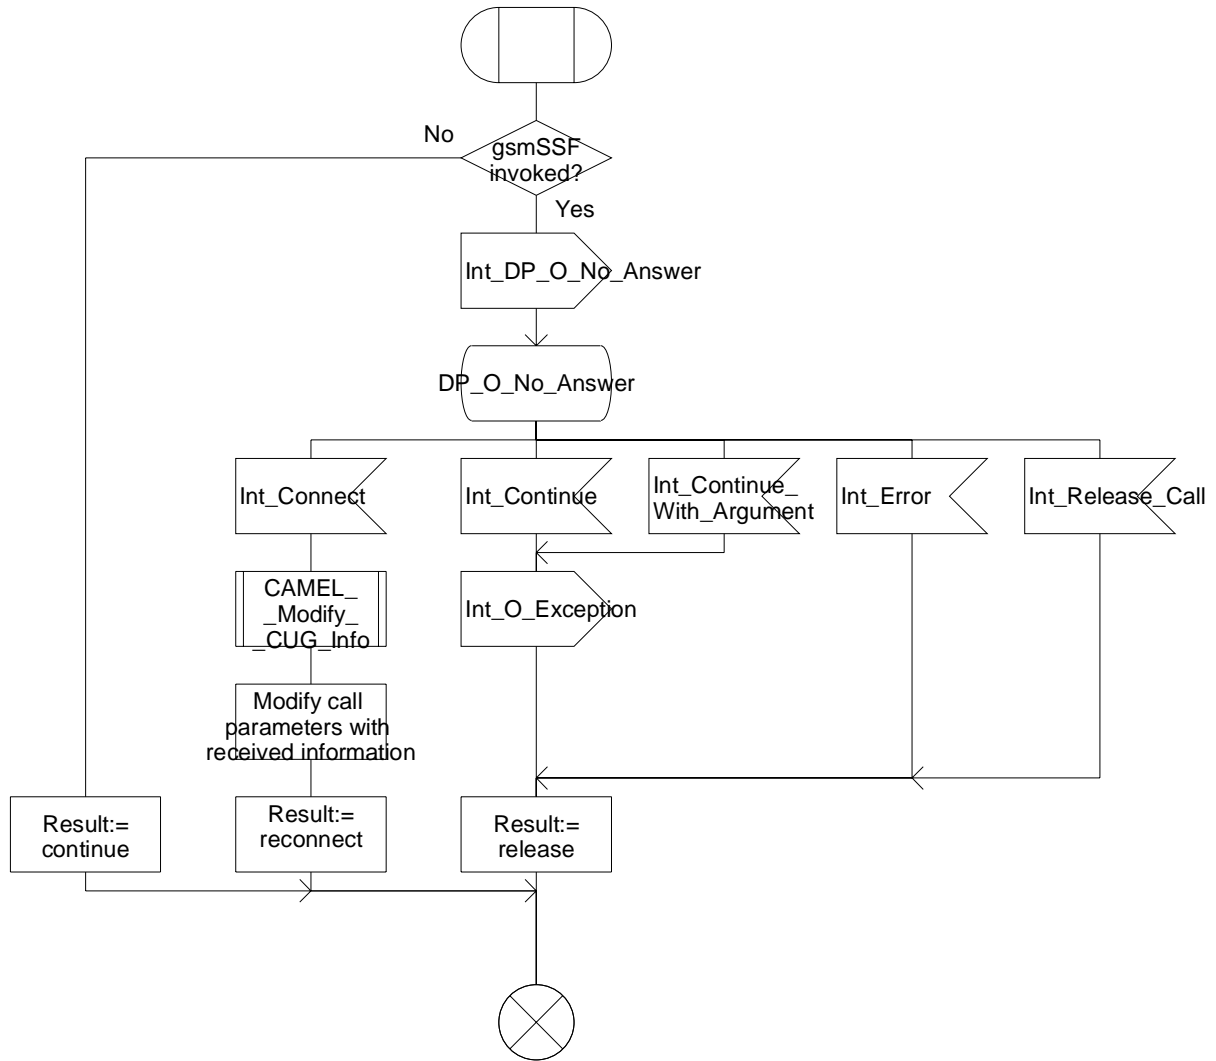 No
gsmSSF
invoked?
Yes
Int_DP_O_No_Answer
DP_O_No_Answer
Int_Connect
Int_Continue
Int_Continue_
With_Argument
Int_Error
Int_Release_Call
CAMEL_
_Modify_
_CUG_Info
Int_O_Exception
Modify call
parameters with
received information
Result:=
continue
Result:=
reconnect
Result:=
release